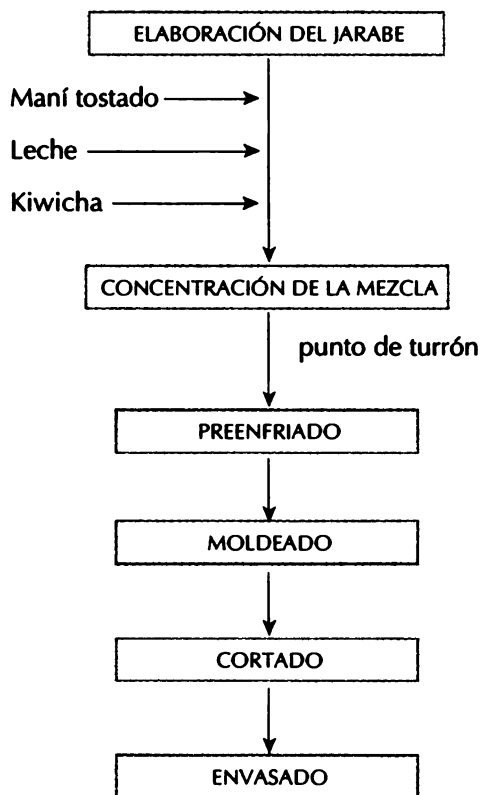 ELABORACIÓN DEL JARABE
Maní tostado
Leche
Kiwicha
CONCENTRACIÓN DE LA MEZCLA
punto de turrón
PREENFRIADO
MOLDEADO
CORTADO
ENVASADO